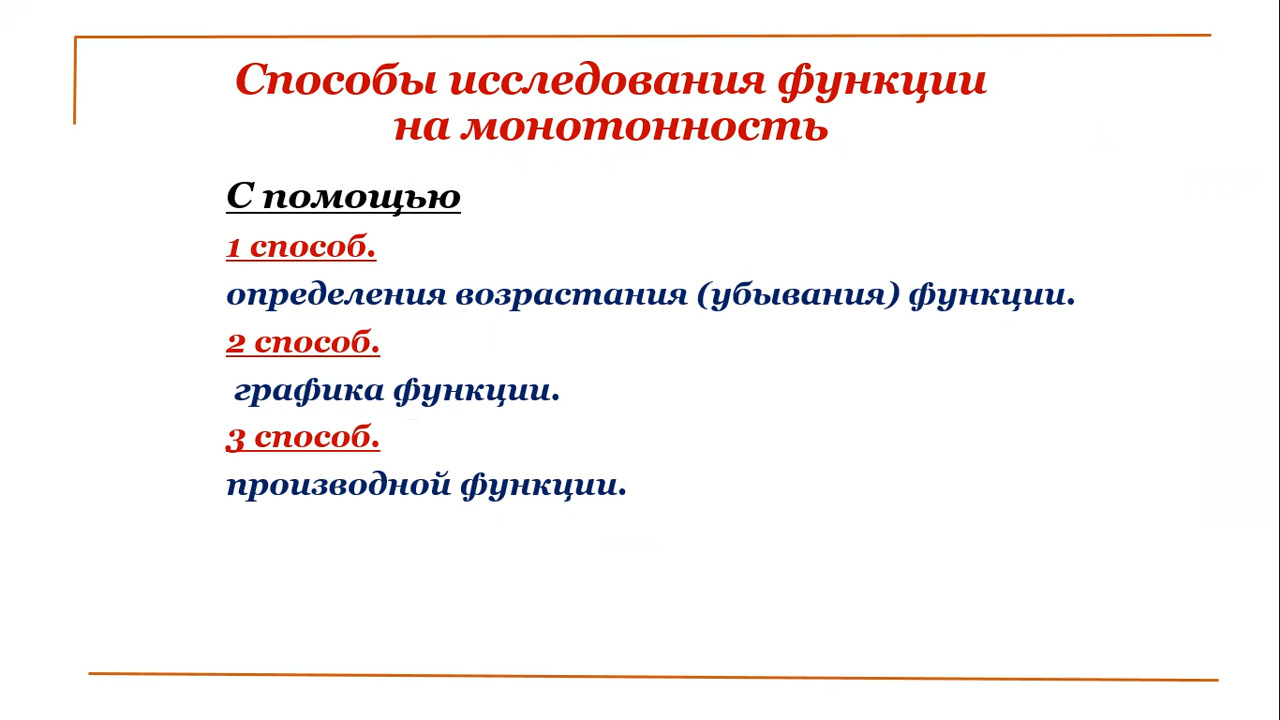 Способы исследования функции
на монотонность
С помощью
1 способ.
определения возрастания (убывания) функции.
2 способ.
графика функции.
3 способ.
производной функции.